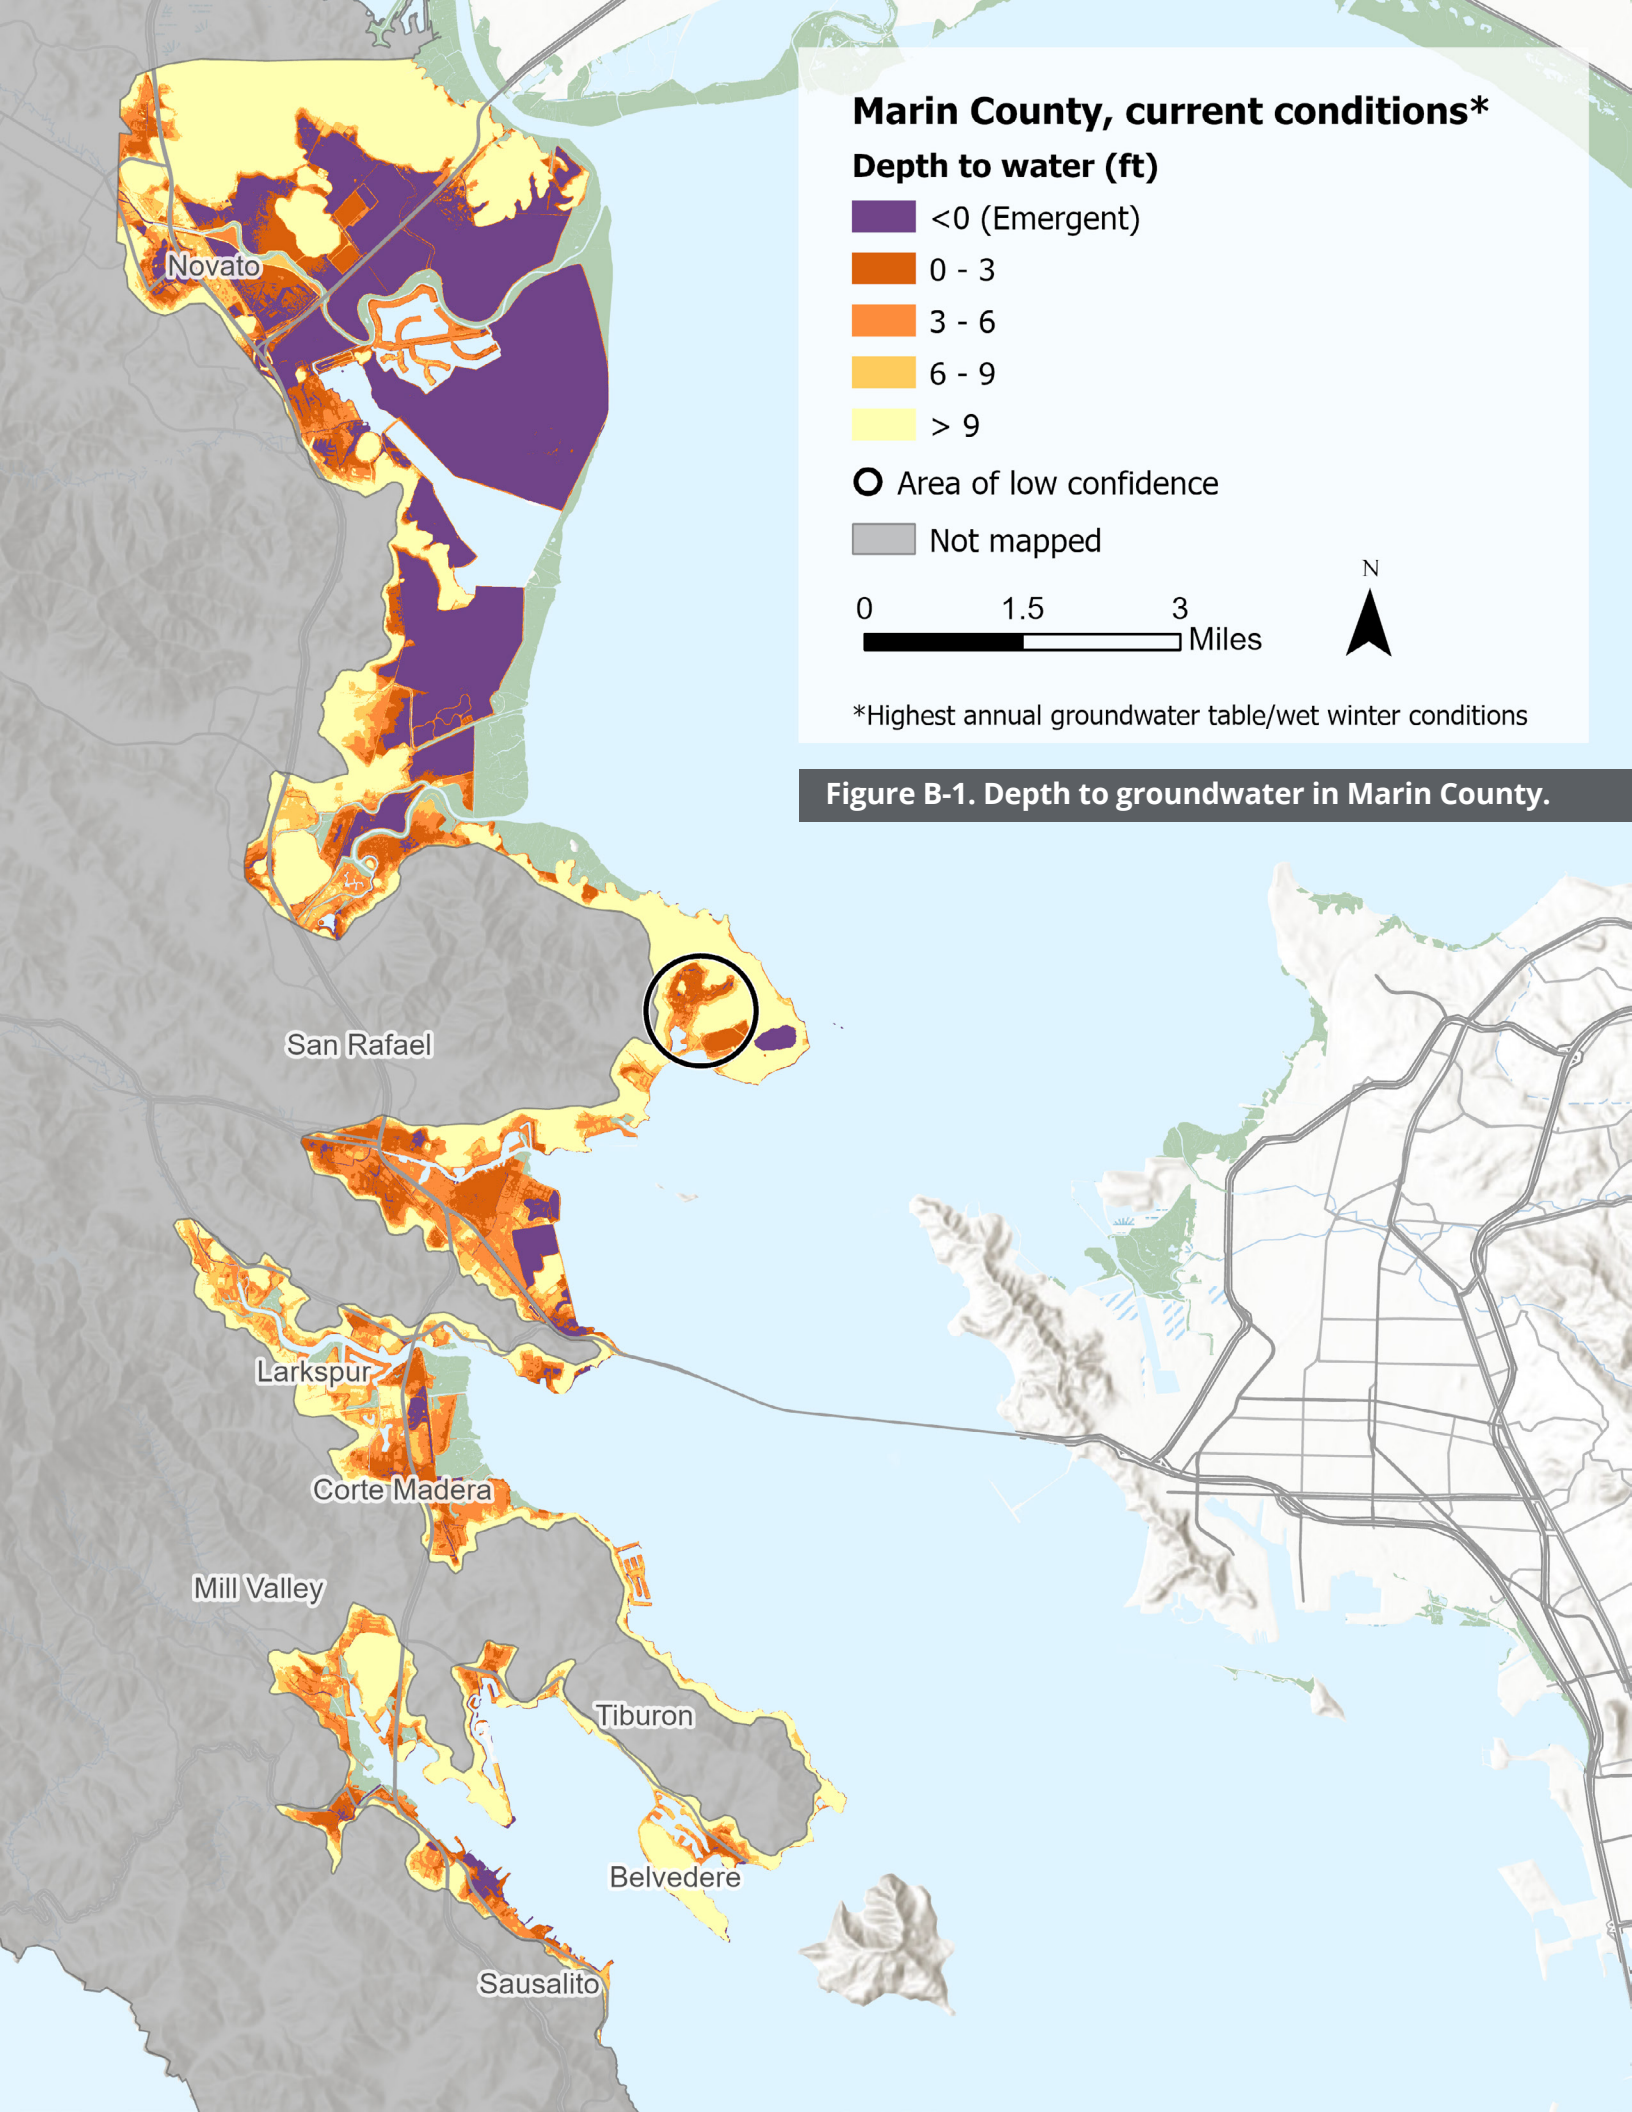 Marin County, current conditions*
Depth to water (ft)
<0 (Emergent)
0 - 3
3 - 6
6 - 9
> 9
Area of low confidence
Not mapped
N
0 1.5 3
Miles
*Highest annual groundwater table/wet winter conditions
Figure B-1. Depth to groundwater in Marin County.
Novato
San Rafael
Larkspur
Corte Madera
Mill Valley
Tiburon
Belvedere
Sausalito